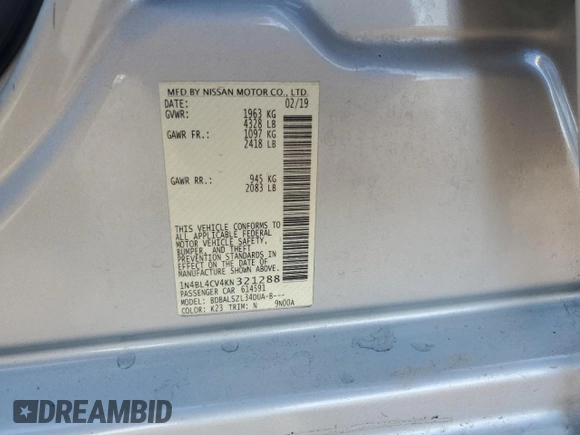 MFD BY NISSAN MOTOR CO., LTD.
DATE: 02/19
GVWR: 1963 KG
4328 LB
GAWR FR.: 1097 KG
2418 LB
GAWR RR.: 945 KG
2083 LB
THIS VEHICLE CONFORMS TO
ALL APPLICABLE FEDERAL
MOTOR VEHICLE SAFETY,
BUMPER, AND THEFT
PREVENTION STANDARDS IN
EFFECT ON THE DATE OF
MANUFACTURE SHOWN ABOVE.
1N4BL4CV4KN321288
PASSENGER CAR 614591
MODEL: BDBALSZL34DUA-B---
COLOR: K23 TRIM: N 9N00A
DREAMBID